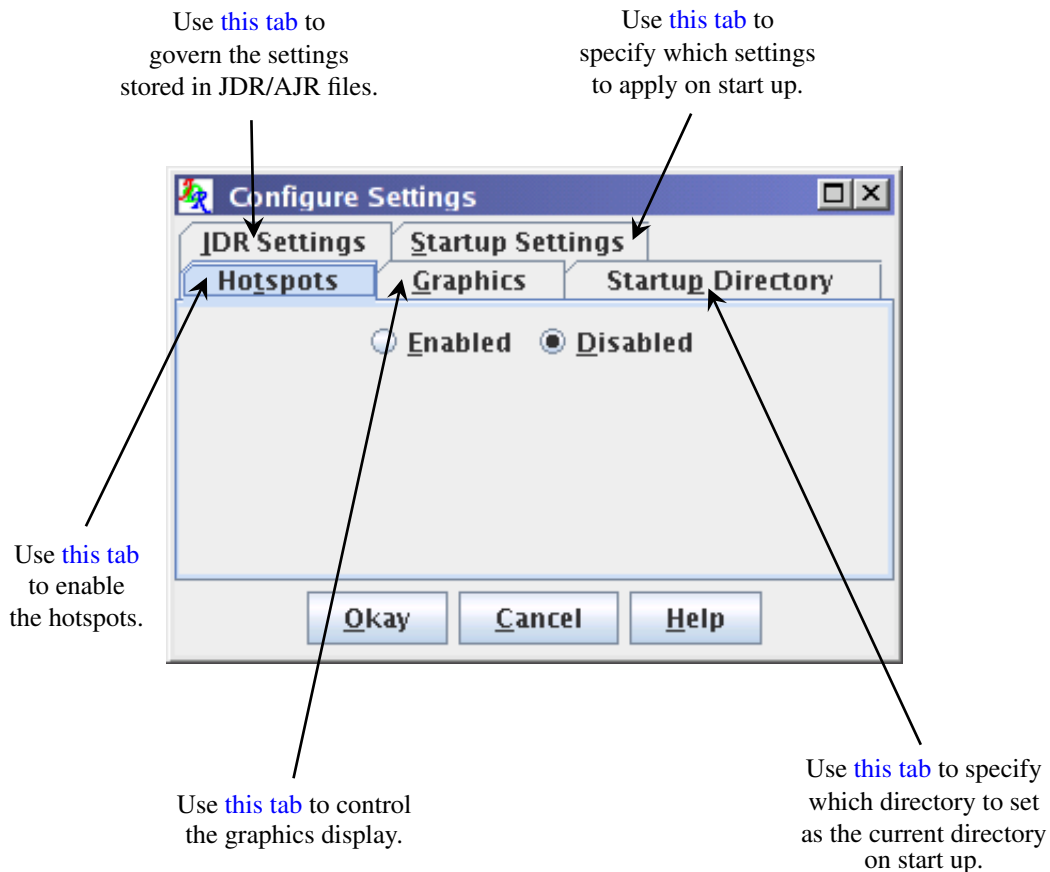 Use this tab to
govern the settings
stored in JDR/AJR files.
Use this tab to
specify which settings
to apply on start up.
Configure Settings
JDR Settings
Startup Settings
Hotspots
Graphics
Startup Directory
Enabled
Disabled
Use this tab
to enable
the hotspots.
Okay
Cancel
Help
Use this tab to control
the graphics display.
Use this tab to specify
which directory to set
as the current directory
on start up.